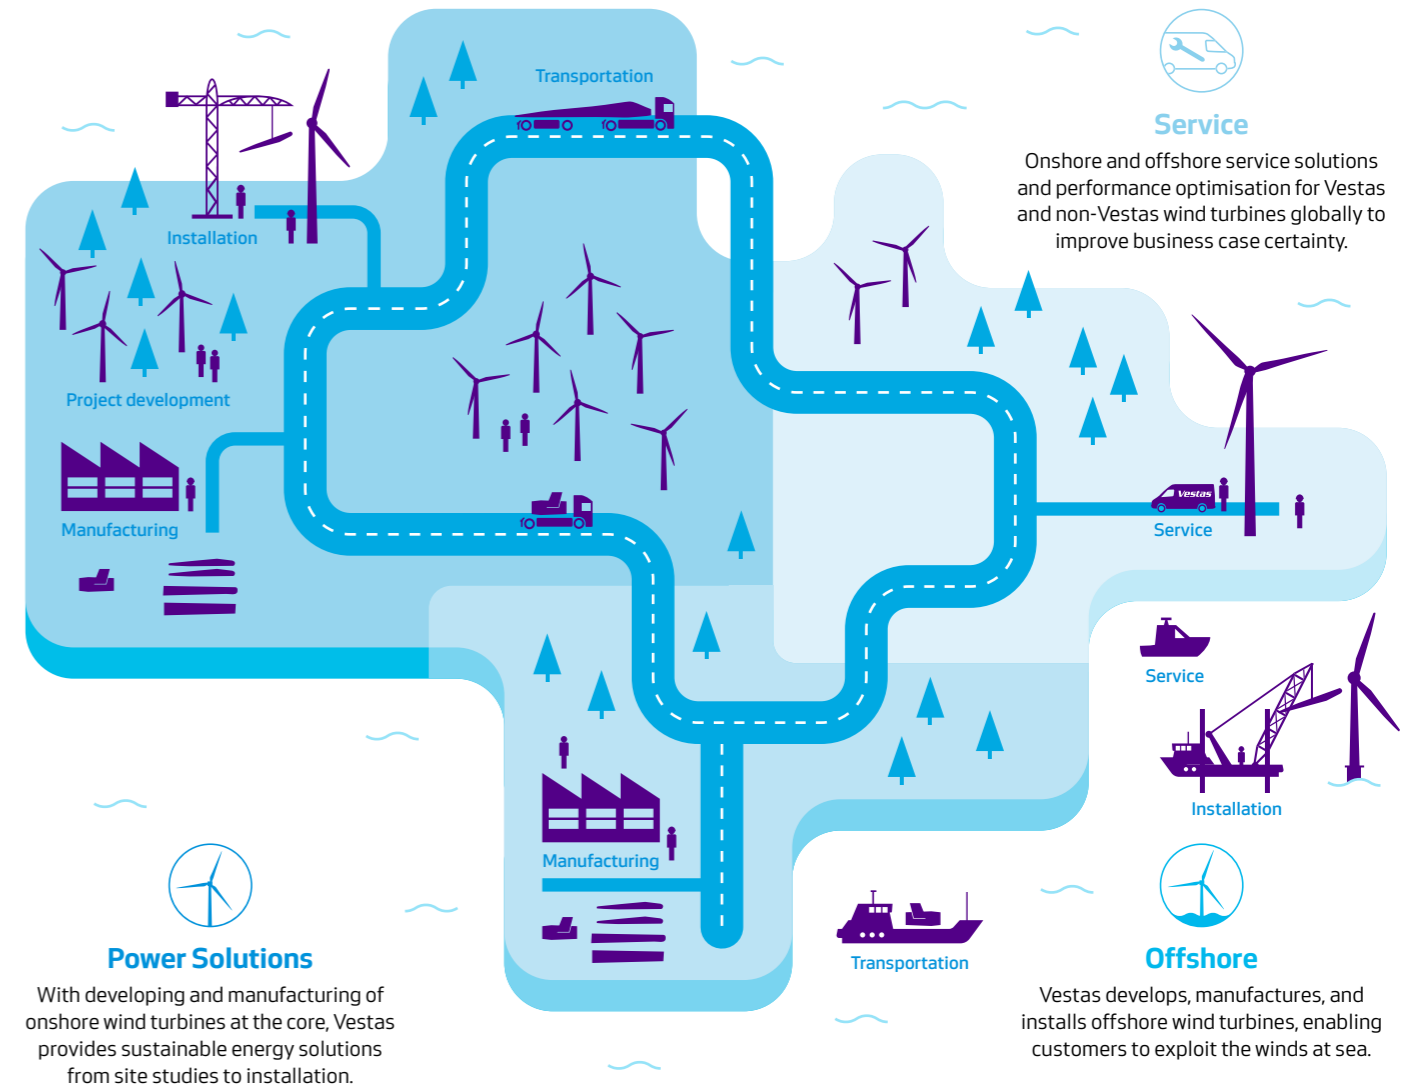 Transportation
Service
Onshore and offshore service solutions
and performance optimisation for Vestas
and non-Vestas wind turbines globally to
improve business case certainty.
Installation
Project development
Manufacturing
Vestas
Service
Service
Installation
Manufacturing
Transportation
Power Solutions
With developing and manufacturing of
onshore wind turbines at the core, Vestas
provides sustainable energy solutions
from site studies to installation.
Offshore
Vestas develops, manufactures, and
installs offshore wind turbines, enabling
customers to exploit the winds at sea.